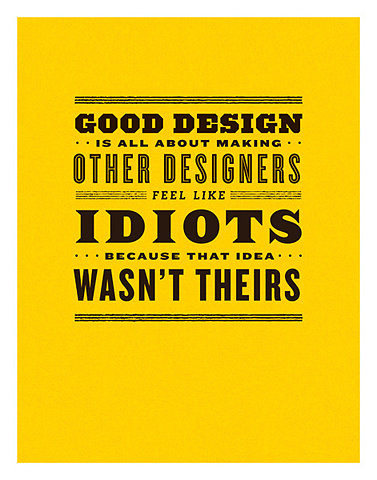 GOOD DESIGN
IS ALL ABOUT MAKING
OTHER DESIGNERS
FEEL LIKE
IDIOTS
BECAUSE THAT IDEA
WASN'T THEIRS